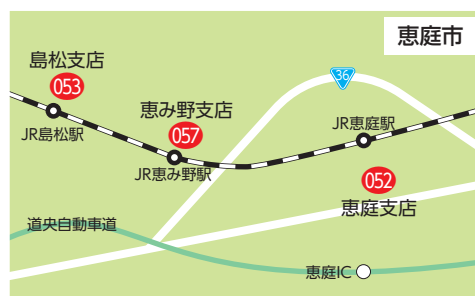 恵庭市
36
島松支店
053
JR島松駅
恵み野支店
057
JR恵み野駅
JR恵庭駅
052
恵庭支店
道央自動車道
恵庭IC